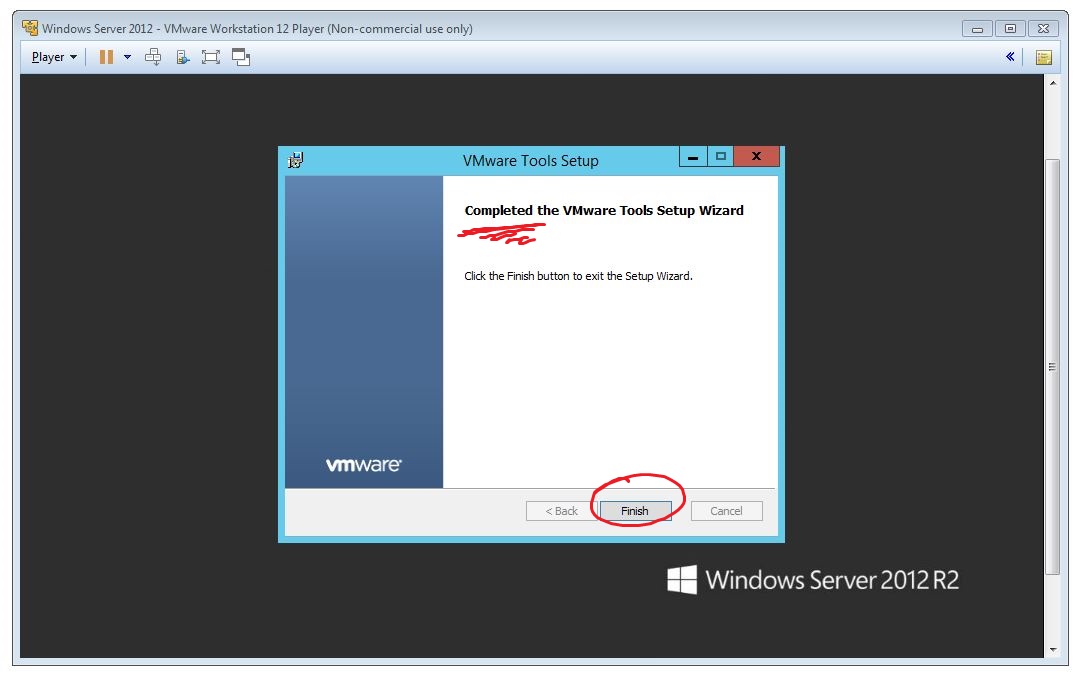 Windows Server 2012 - VMware Workstation 12 Player (Non-commercial use only)
Player
VMware Tools Setup
Completed the VMware Tools Setup Wizard
Click the Finish button to exit the Setup Wizard.
vmware
< Back Finish Cancel
Windows Server 2012 R2